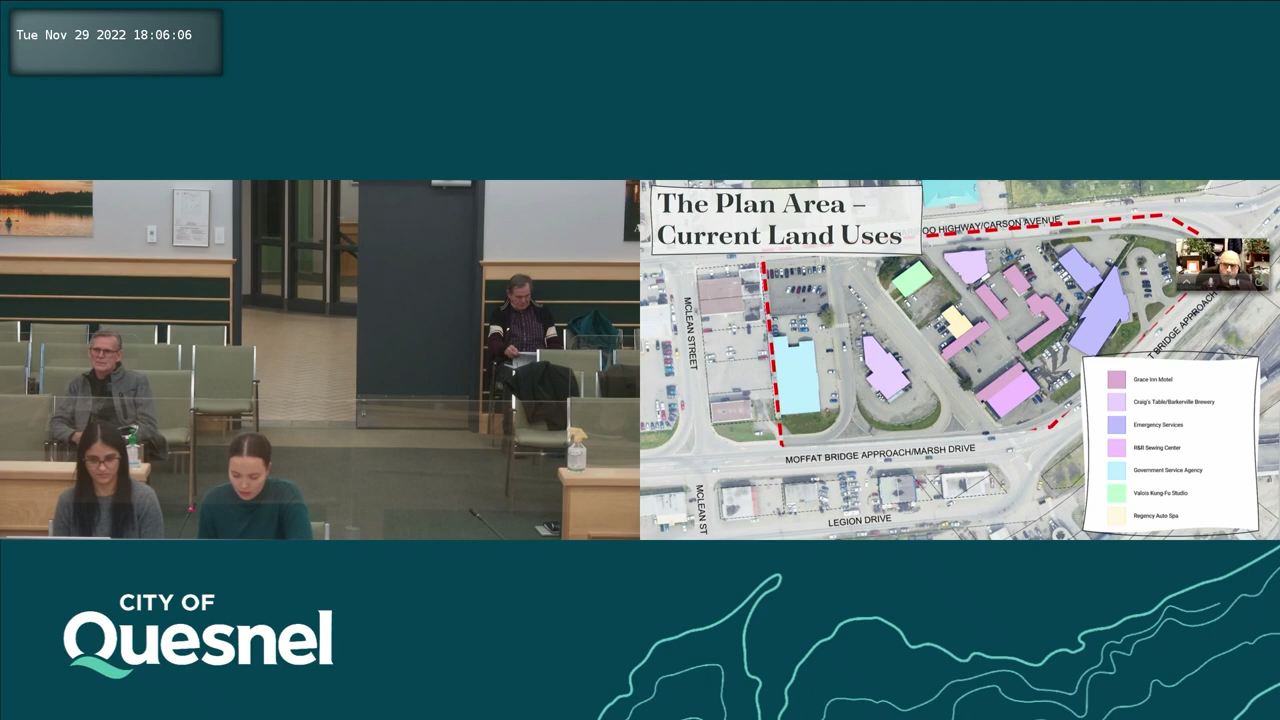 Tue Nov 29 2022 18:06:06
The Plan Area –
Current Land Uses
HIGHWAY/CARSON AVENUE
MCLEAN STREET
BRIDGE APPROACH
MOFFAT BRIDGE APPROACH/MARSH DRIVE
MCLEAN ST
LEGION DRIVE
Grace Inn Motel
Craig's Table/Barkerville Brewery
Emergency Services
R&R Sewing Center
Government Service Agency
Valois Kung-Fu Studio
Regency Auto Spa
CITY OF
Quesnel